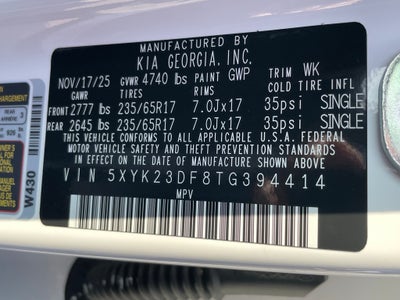 MANUFACTURED BY
KIA GEORGIA, INC.
NOV/17/25 GVWR 4740 lbs PAINT GWP TRIM WK
GAWR TIRES RIMS COLD TIRE INFL
FRONT 2777 lbs 235/65R17 7.0Jx17 35psi SINGLE
REAR 2645 lbs 235/65R17 7.0Jx17 35psi SINGLE
THIS VEHICLE CONFORMS TO ALL APPLICABLE U.S.A. FEDERAL
MOTOR VEHICLE SAFETY AND THEFT PREVENTION STANDARDS
IN EFFECT ON THE DATE OF MANUFACTURE SHOWN ABOVE
VIN 5XYK23DF8TG394414
MPV
W430